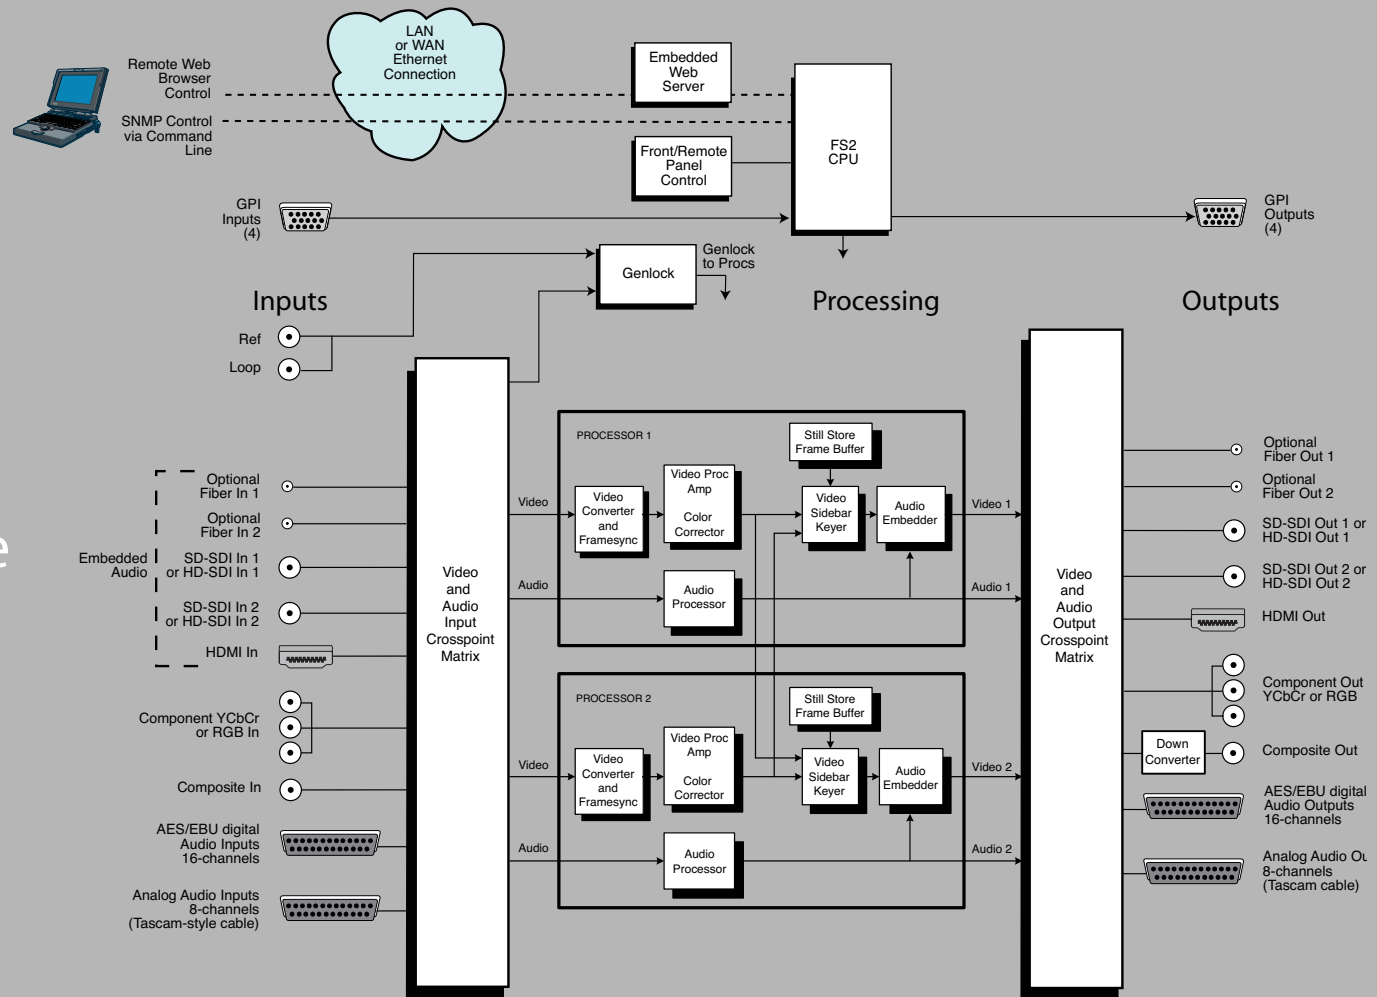 LAN
or WAN
Ethernet
Connection
Remote Web
Browser
Control
SNMP Control
via Command
Line
Embedded
Web
Server
Front/Remote
Panel
Control
FS2
CPU
GPI
Inputs
(4)
GPI
Outputs
(4)
Genlock
Genlock
to Procs
Inputs
Processing
Outputs
Ref
Loop
e
Embedded
Audio
Optional
Fiber In 1
Optional
Fiber In 2
SD-SDI In 1
or HD-SDI In 1
SD-SDI In 2
or HD-SDI In 2
HDMI In
Component YCbCr
or RGB In
Composite In
AES/EBU digital
Audio Inputs
16-channels
Analog Audio Inputs
8-channels
(Tascam-style cable)
Video
and
Audio
Input
Crosspoint
Matrix
Video
Audio
Video
Audio
PROCESSOR 1
Still Store
Frame Buffer
Video
Converter
and
Framesync
Video Proc
Amp
Color
Corrector
Video
Sidebar
Keyer
Audio
Embedder
Audio
Processor
Video 1
Audio 1
PROCESSOR 2
Still Store
Frame Buffer
Video
Converter
and
Framesync
Video Proc
Amp
Color
Corrector
Video
Sidebar
Keyer
Audio
Embedder
Audio
Processor
Video 2
Audio 2
Video
and
Audio
Output
Crosspoint
Matrix
Optional
Fiber Out 1
Optional
Fiber Out 2
SD-SDI Out 1 or
HD-SDI Out 1
SD-SDI Out 2 or
HD-SDI Out 2
HDMI Out
Component Out
YCbCr or RGB
Down
Converter
Composite Out
AES/EBU digital
Audio Outputs
16-channels
Analog Audio Ou
8-channels
(Tascam cable)